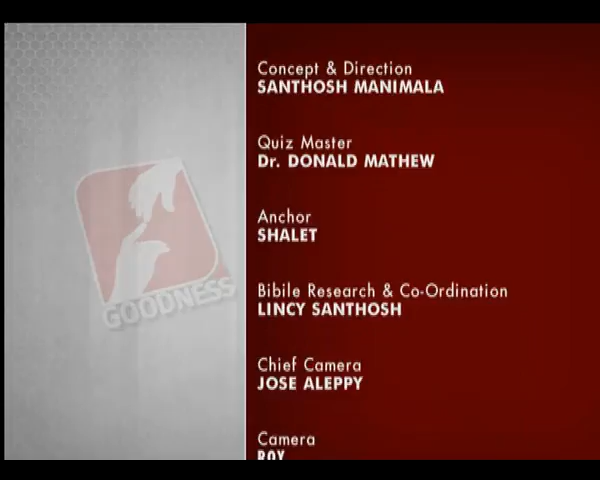 Concept & Direction
SANTHOSH MANIMALA
Quiz Master
Dr. DONALD MATHEW
Anchor
SHALET
Bibile Research & Co-Ordination
LINCY SANTHOSH
Chief Camera
JOSE ALEPPY
Camera
ROY
GOODNESS